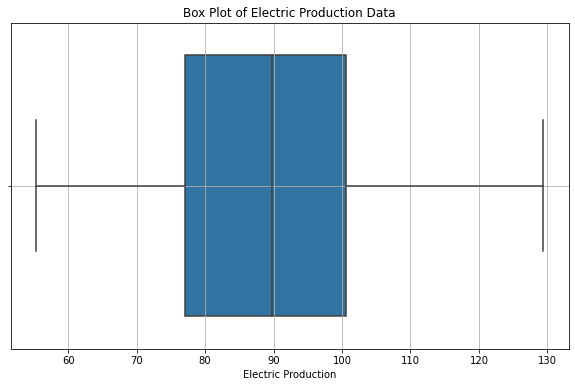 Box Plot of Electric Production Data
60 70 80 90 100 110 120 130
Electric Production